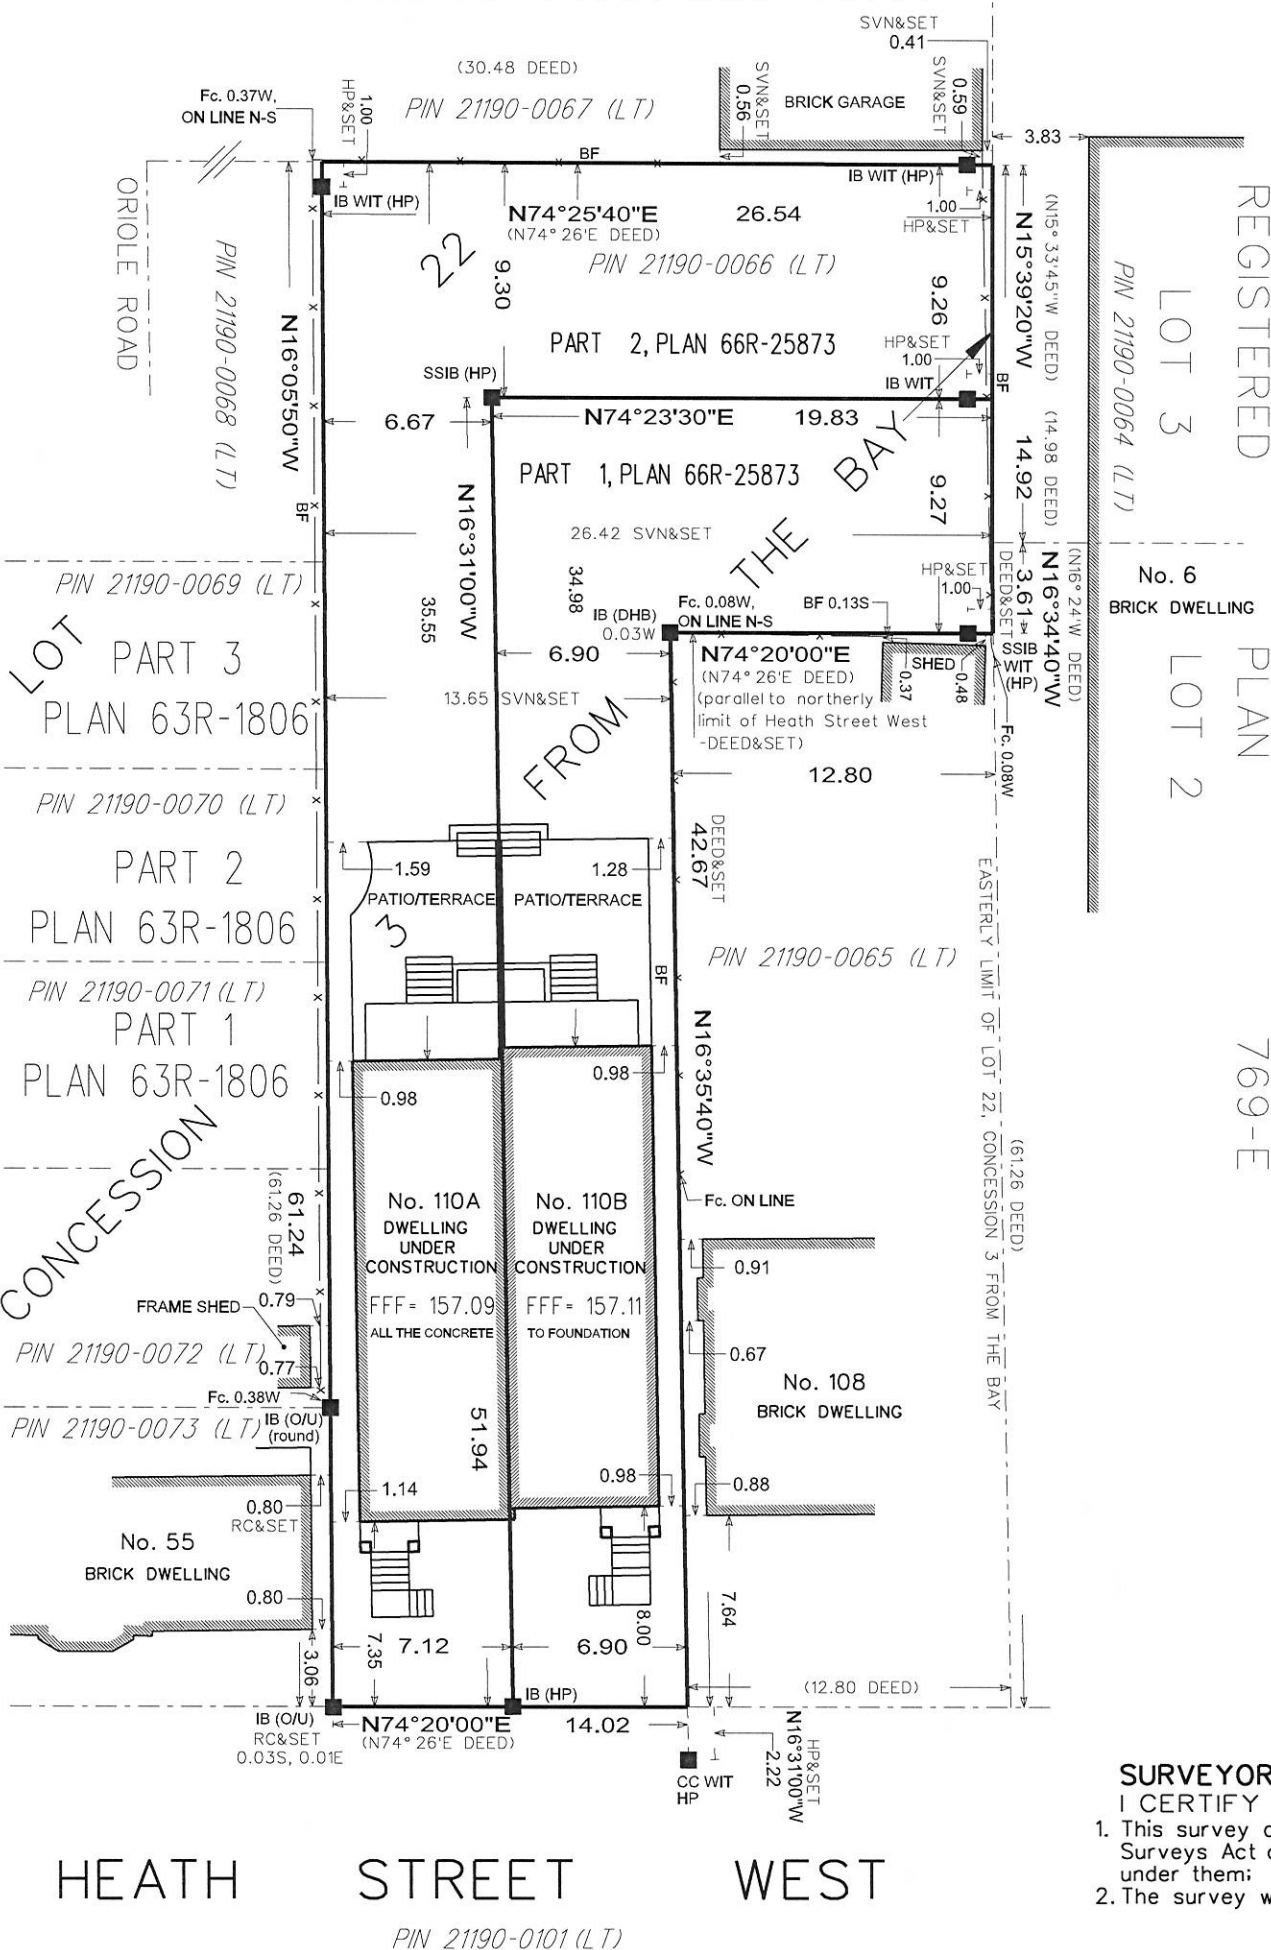 SVN&SET
0.41
(30.48 DEED)
Fc. 0.37W,
ON LINE N-S
HP&SET
1.00
PIN 21190-0067 (LT)
SVN&SET
0.56
BRICK GARAGE
SVN&SET
0.59
3.83
BF
IB WIT (HP)
IB WIT (HP)
1.00
HP&SET
N74°25'40"E
26.54
(N74° 26'E DEED)
ORIOLE ROAD
PIN 21190-0068 (LT)
N16°05'50"W
22
9.30
PIN 21190-0066 (LT)
9.26
N15°39'20"W
(N15° 33'45"W DEED)
PIN 21190-0064 (LT)
LOT 3
REGISTERED
PART 2, PLAN 66R-25873
HP&SET
1.00
IB WIT
BF
SSIB (HP)
6.67
N74°23'30"E
19.83
14.92
(14.98 DEED)
PART 1, PLAN 66R-25873
BAY
9.27
BF
N16°31'00"W
26.42 SVN&SET
THE
34.98
35.55
HP&SET
1.00
3.61
DEED&SET
N16°34'40"W
(N16° 24'W DEED)
No. 6
BRICK DWELLING
PIN 21190-0069 (LT)
LOT
PART 3
PLAN 63R-1806
IB (DHB)
0.03W
Fc. 0.08W,
ON LINE N-S
BF 0.13S
6.90
N74°20'00"E
(N74° 26'E DEED)
(parallel to northerly
limit of Heath Street West
-DEED&SET)
SHED
0.37
0.48
SSIB
WIT
(HP)
Fc. 0.08W
LOT 2
PLAN
13.65 SVN&SET
FROM
12.80
PIN 21190-0070 (LT)
PART 2
PLAN 63R-1806
DEED&SET
42.67
1.59
1.28
PATIO/TERRACE
PATIO/TERRACE
3
EASTERLY LIMIT OF LOT 22, CONCESSION 3 FROM THE BAY
PIN 21190-0065 (LT)
BF
PIN 21190-0071 (LT)
PART 1
PLAN 63R-1806
N16°35'40"W
769-E
0.98
0.98
CONCESSION
61.24
(61.26 DEED)
(61.26 DEED)
No. 110A
DWELLING
UNDER
CONSTRUCTION
FFF= 157.09
ALL THE CONCRETE
No. 110B
DWELLING
UNDER
CONSTRUCTION
FFF= 157.11
TO FOUNDATION
Fc. ON LINE
0.91
FRAME SHED
0.79
PIN 21190-0072 (LT)
0.77
0.67
Fc. 0.38W
No. 108
BRICK DWELLING
PIN 21190-0073 (LT)
IB (O/U)
(round)
51.94
1.14
0.98
0.88
0.80
RC&SET
No. 55
BRICK DWELLING
0.80
3.06
7.35
7.12
8.00
6.90
7.64
IB (HP)
(12.80 DEED)
IB (O/U)
RC&SET
0.03S, 0.01E
N74°20'00"E
(N74° 26'E DEED)
14.02
CC WIT
HP
2.22
N16°31'00"W
HP&SET
SURVEYOR
I CERTIFY
1. This survey
Surveys Act
under them;
2. The survey w
HEATH STREET WEST
PIN 21190-0101 (LT)